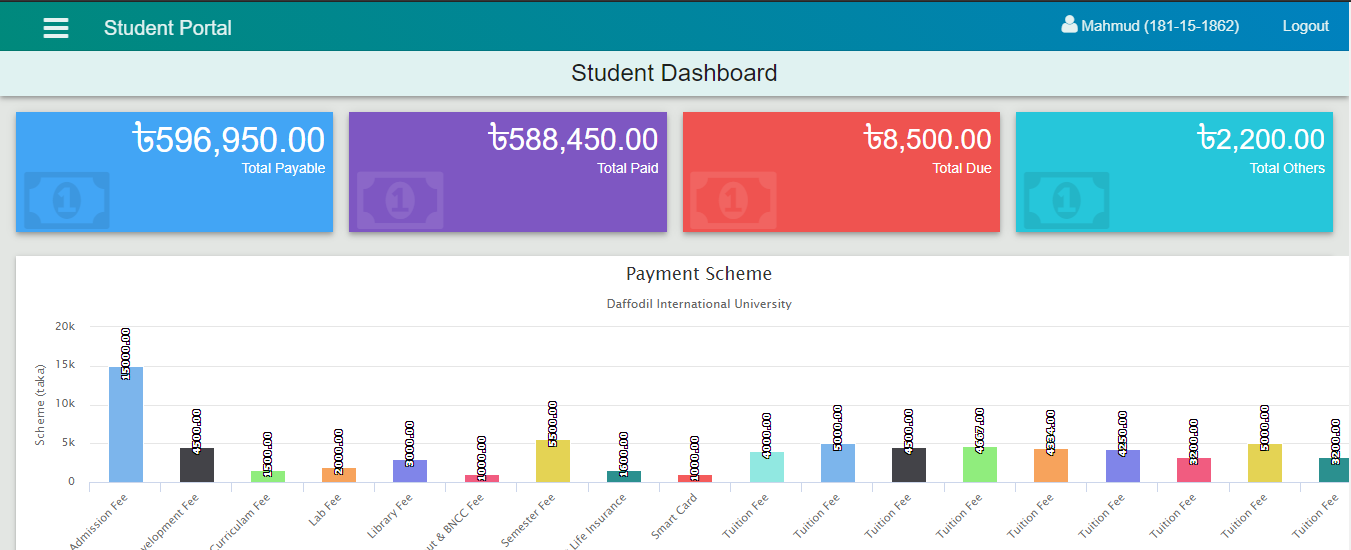 Student Portal
Mahmud (181-15-1862)
Logout
Student Dashboard
৳596,950.00
Total Payable
৳588,450.00
Total Paid
৳8,500.00
Total Due
৳2,200.00
Total Others
Payment Scheme
Daffodil International University
Scheme (taka)
20k
15k
10k
5k
0
15000.00
4500.00
1500.00
2000.00
3000.00
1000.00
5500.00
1600.00
1000.00
4000.00
5000.00
4500.00
4667.00
4334.00
4250.00
3200.00
5000.00
3200.00
Admission Fee
velopment Fee
Curriculam Fee
Lab Fee
Library Fee
ut & BNCC Fee
Semester Fee
Life Insurance
Smart Card
Tuition Fee
Tuition Fee
Tuition Fee
Tuition Fee
Tuition Fee
Tuition Fee
Tuition Fee
Tuition Fee
Tuition Fee